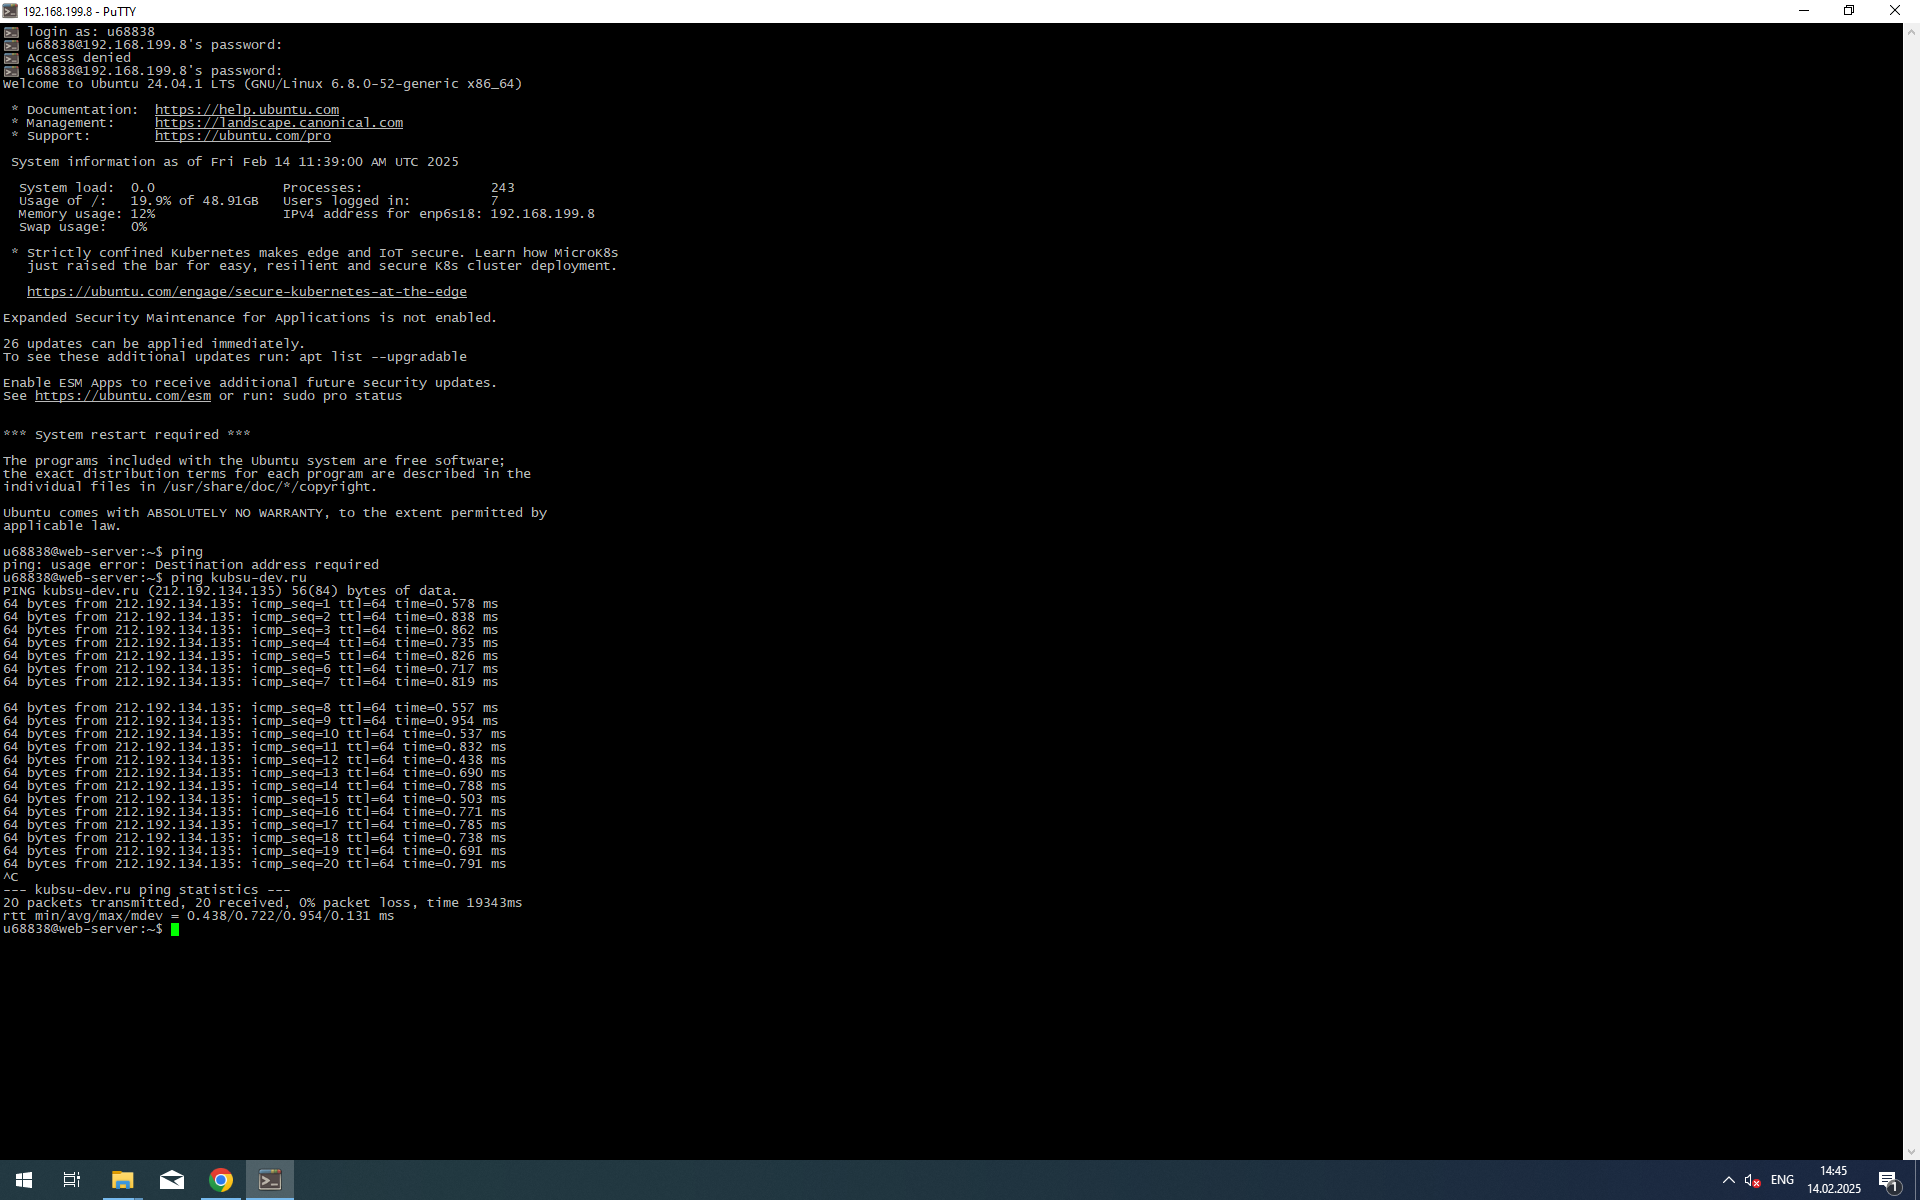 192.168.199.8 - PuTTY
login as: u68838
u68838@192.168.199.8's password:
Access denied
u68838@192.168.199.8's password:
Welcome to Ubuntu 24.04.1 LTS (GNU/Linux 6.8.0-52-generic x86_64)
* Documentation:  https://help.ubuntu.com
* Management:     https://landscape.canonical.com
* Support:        https://ubuntu.com/pro
System information as of Fri Feb 14 11:39:00 AM UTC 2025
System load:  0.0                Processes:                243
Usage of /:   19.9% of 48.91GB   Users logged in:          7
Memory usage: 12%                IPv4 address for enp6s18: 192.168.199.8
Swap usage:   0%
* Strictly confined Kubernetes makes edge and IoT secure. Learn how MicroK8s
just raised the bar for easy, resilient and secure K8s cluster deployment.
https://ubuntu.com/engage/secure-kubernetes-at-the-edge
Expanded Security Maintenance for Applications is not enabled.
26 updates can be applied immediately.
To see these additional updates run: apt list --upgradable
Enable ESM Apps to receive additional future security updates.
See https://ubuntu.com/esm or run: sudo pro status
*** System restart required ***
The programs included with the Ubuntu system are free software;
the exact distribution terms for each program are described in the
individual files in /usr/share/doc/*/copyright.
Ubuntu comes with ABSOLUTELY NO WARRANTY, to the extent permitted by
applicable law.
u68838@web-server:~$ ping
ping: usage error: Destination address required
u68838@web-server:~$ ping kubsu-dev.ru
PING kubsu-dev.ru (212.192.134.135) 56(84) bytes of data.
64 bytes from 212.192.134.135: icmp_seq=1 ttl=64 time=0.578 ms
64 bytes from 212.192.134.135: icmp_seq=2 ttl=64 time=0.838 ms
64 bytes from 212.192.134.135: icmp_seq=3 ttl=64 time=0.862 ms
64 bytes from 212.192.134.135: icmp_seq=4 ttl=64 time=0.735 ms
64 bytes from 212.192.134.135: icmp_seq=5 ttl=64 time=0.826 ms
64 bytes from 212.192.134.135: icmp_seq=6 ttl=64 time=0.717 ms
64 bytes from 212.192.134.135: icmp_seq=7 ttl=64 time=0.819 ms
64 bytes from 212.192.134.135: icmp_seq=8 ttl=64 time=0.557 ms
64 bytes from 212.192.134.135: icmp_seq=9 ttl=64 time=0.954 ms
64 bytes from 212.192.134.135: icmp_seq=10 ttl=64 time=0.537 ms
64 bytes from 212.192.134.135: icmp_seq=11 ttl=64 time=0.832 ms
64 bytes from 212.192.134.135: icmp_seq=12 ttl=64 time=0.438 ms
64 bytes from 212.192.134.135: icmp_seq=13 ttl=64 time=0.690 ms
64 bytes from 212.192.134.135: icmp_seq=14 ttl=64 time=0.788 ms
64 bytes from 212.192.134.135: icmp_seq=15 ttl=64 time=0.503 ms
64 bytes from 212.192.134.135: icmp_seq=16 ttl=64 time=0.771 ms
64 bytes from 212.192.134.135: icmp_seq=17 ttl=64 time=0.785 ms
64 bytes from 212.192.134.135: icmp_seq=18 ttl=64 time=0.738 ms
64 bytes from 212.192.134.135: icmp_seq=19 ttl=64 time=0.691 ms
64 bytes from 212.192.134.135: icmp_seq=20 ttl=64 time=0.791 ms
^C
--- kubsu-dev.ru ping statistics ---
20 packets transmitted, 20 received, 0% packet loss, time 19343ms
rtt min/avg/max/mdev = 0.438/0.722/0.954/0.131 ms
u68838@web-server:~$
ENG
14:45
14.02.2025
1